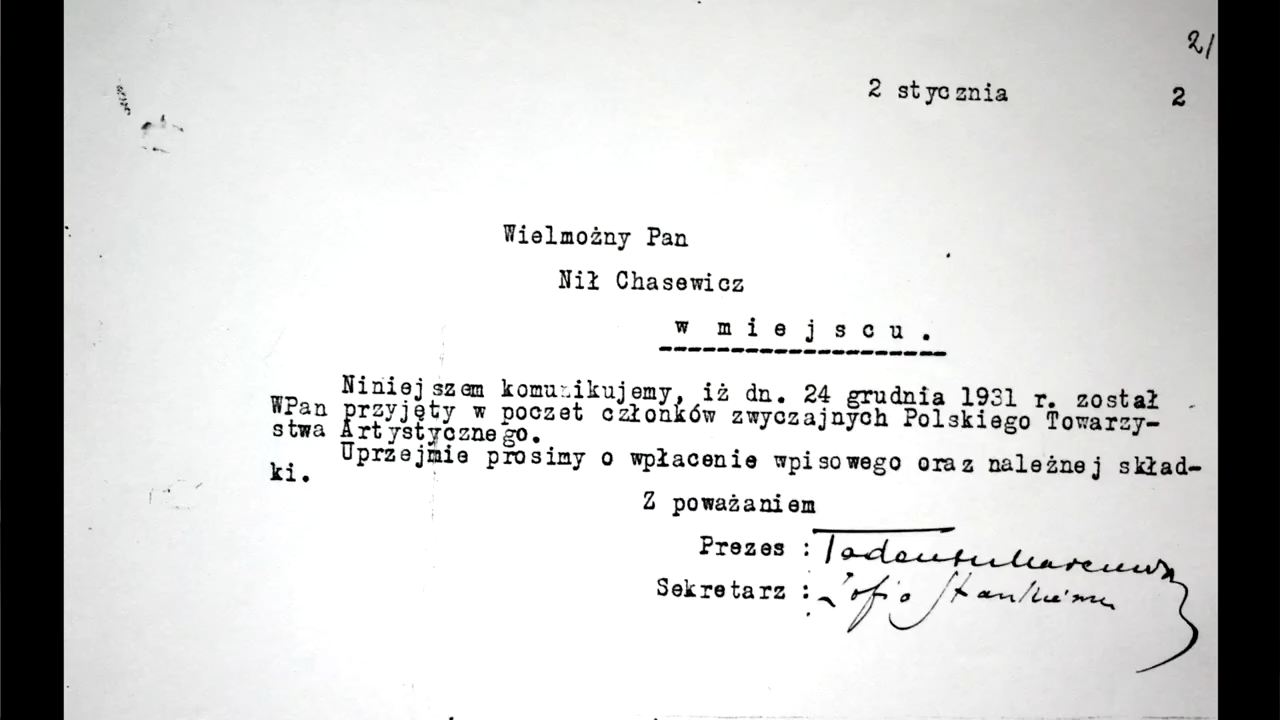 2/
2 stycznia 2
Wielmożny Pan
Nił Chasewicz
w miejscu.
Niniejszem komunikujemy, iż dn. 24 grudnia 1931 r. został
WPan przyjęty w poczet członków zwyczajnych Polskiego Towarzy-
stwa Artystycznego.
Uprzejmie prosimy o wpłacenie wpisowego oraz należnej skład-
ki.
Z poważaniem
Prezes : Tadeusz
Sekretarz : Zofia Stankiewicz